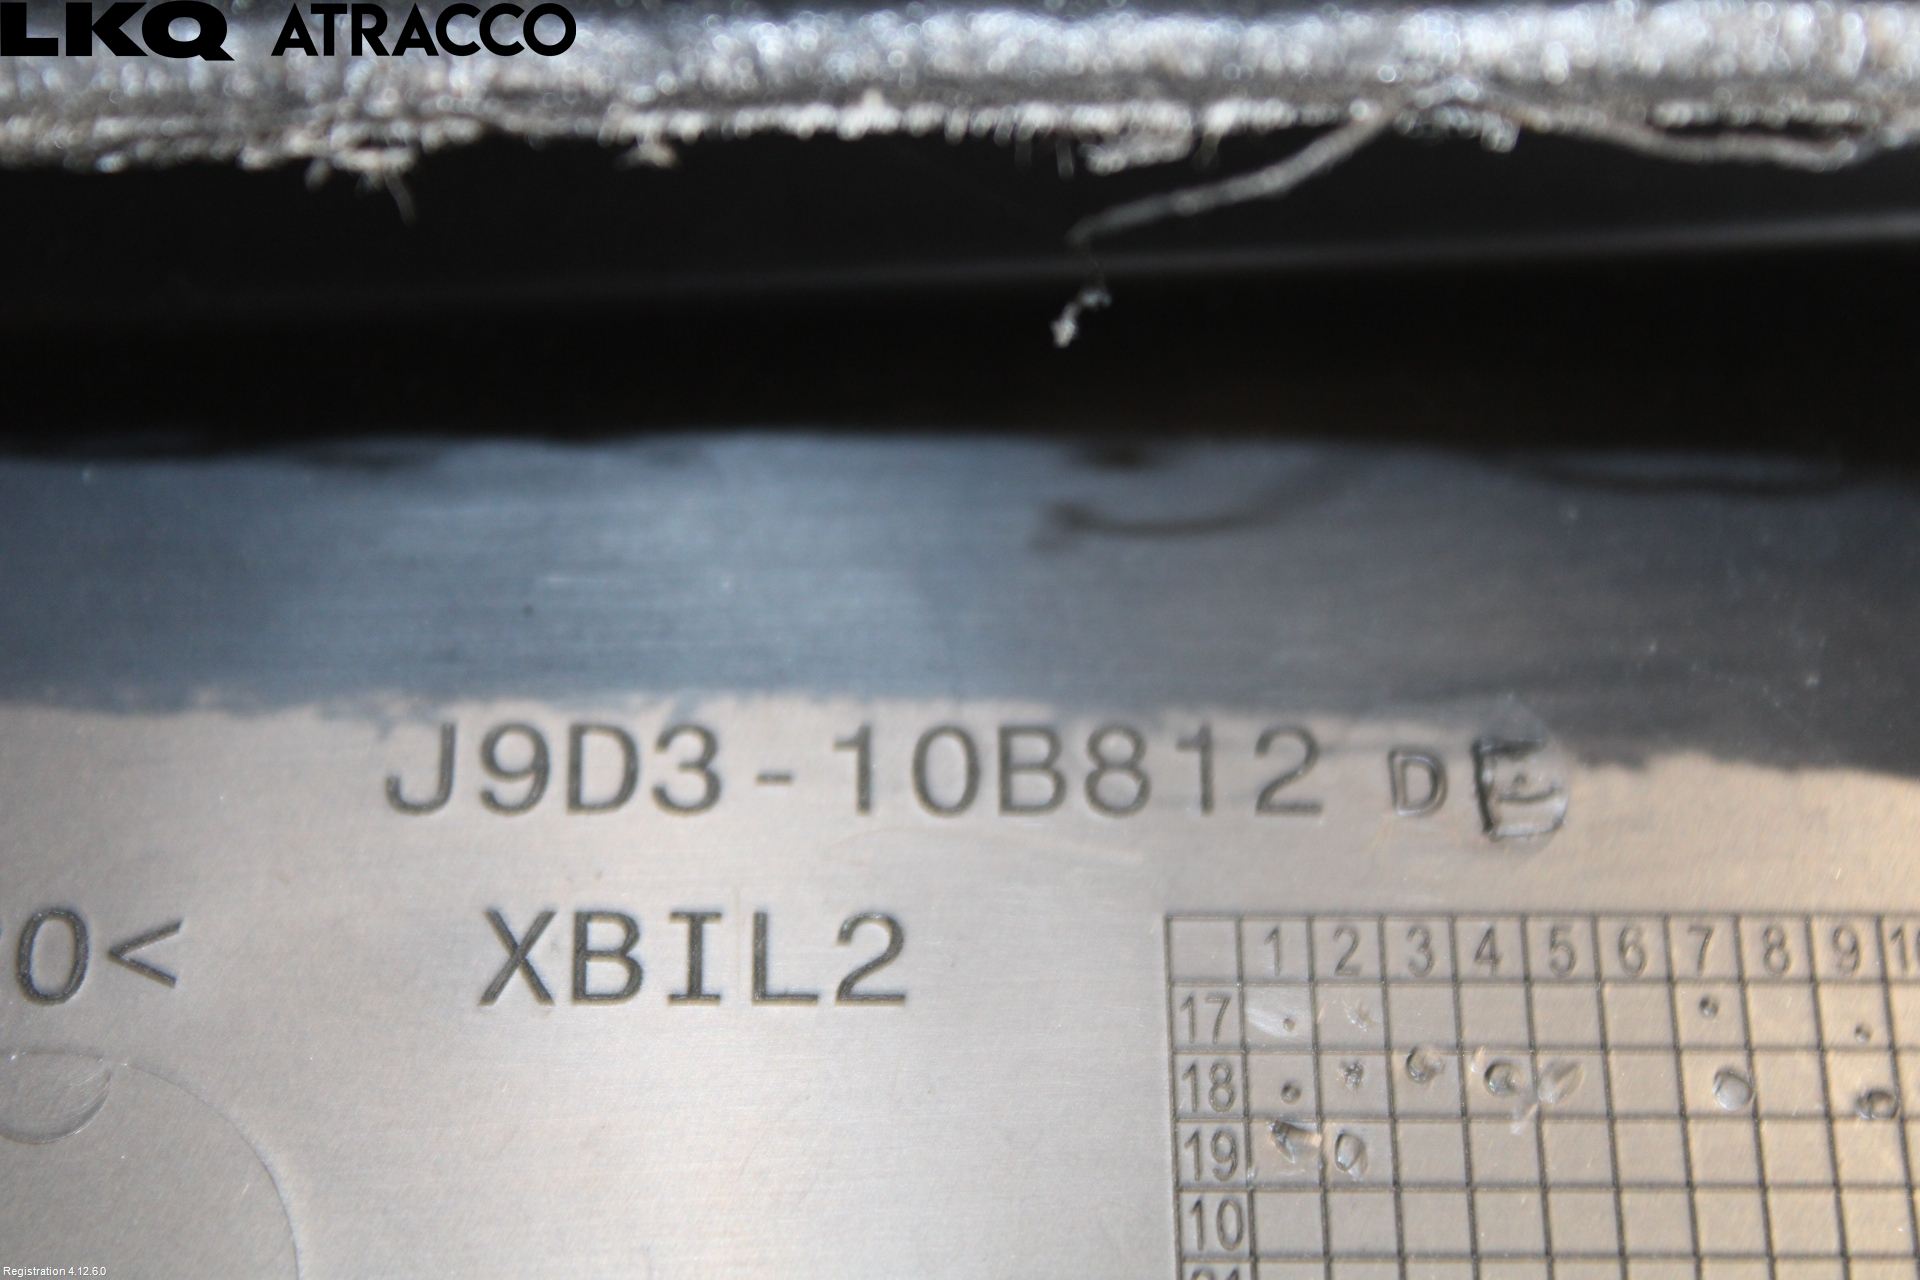 LKQ ATRACCO
J9D3-10B812 D
0< XBIL2
1 2 3 4 5 6 7 8 9 10
17
18
19
10
Registration 4.12.6.0